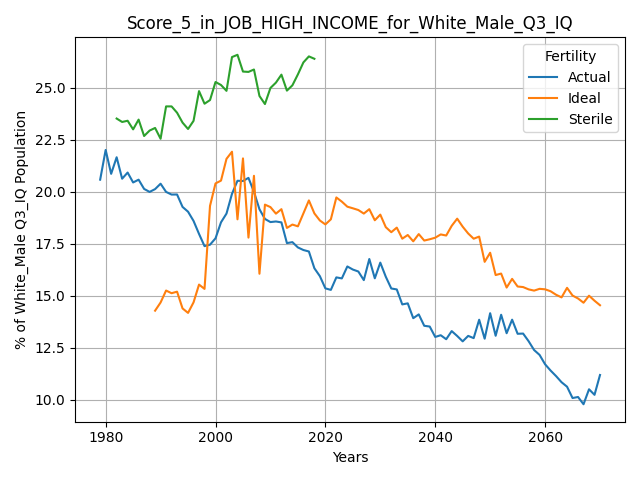 Score_5_in_JOB_HIGH_INCOME_for_White_Male_Q3_IQ
Fertility
Actual
Ideal
Sterile
% of White_Male Q3_IQ Population
25.0
22.5
20.0
17.5
15.0
12.5
10.0
1980
2000
2020
2040
2060
Years